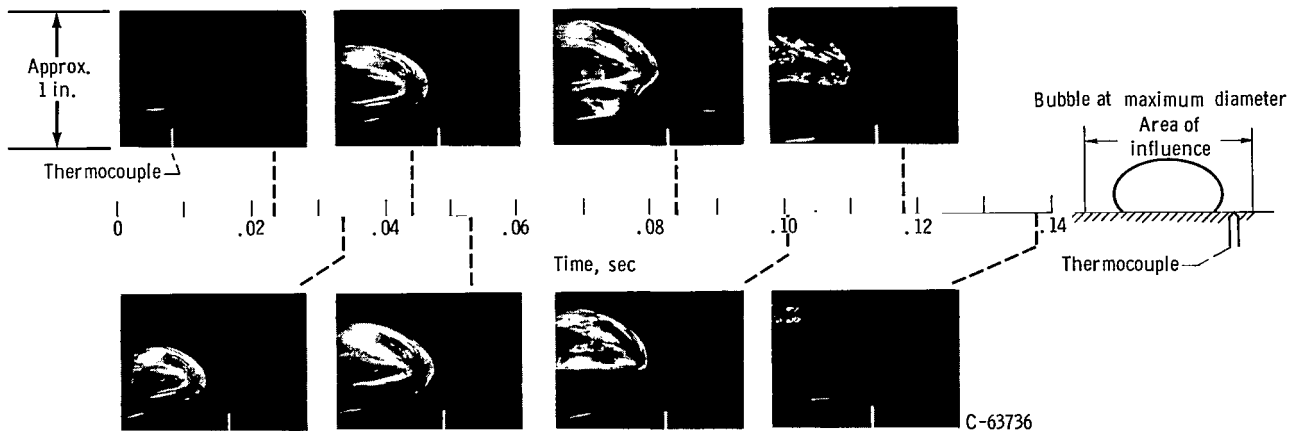 Approx.
1 in.
Thermocouple
Bubble at maximum diameter
Area of
influence
0 .02 .04 .06 .08 .10 .12 .14
Time, sec
Thermocouple
C-63736